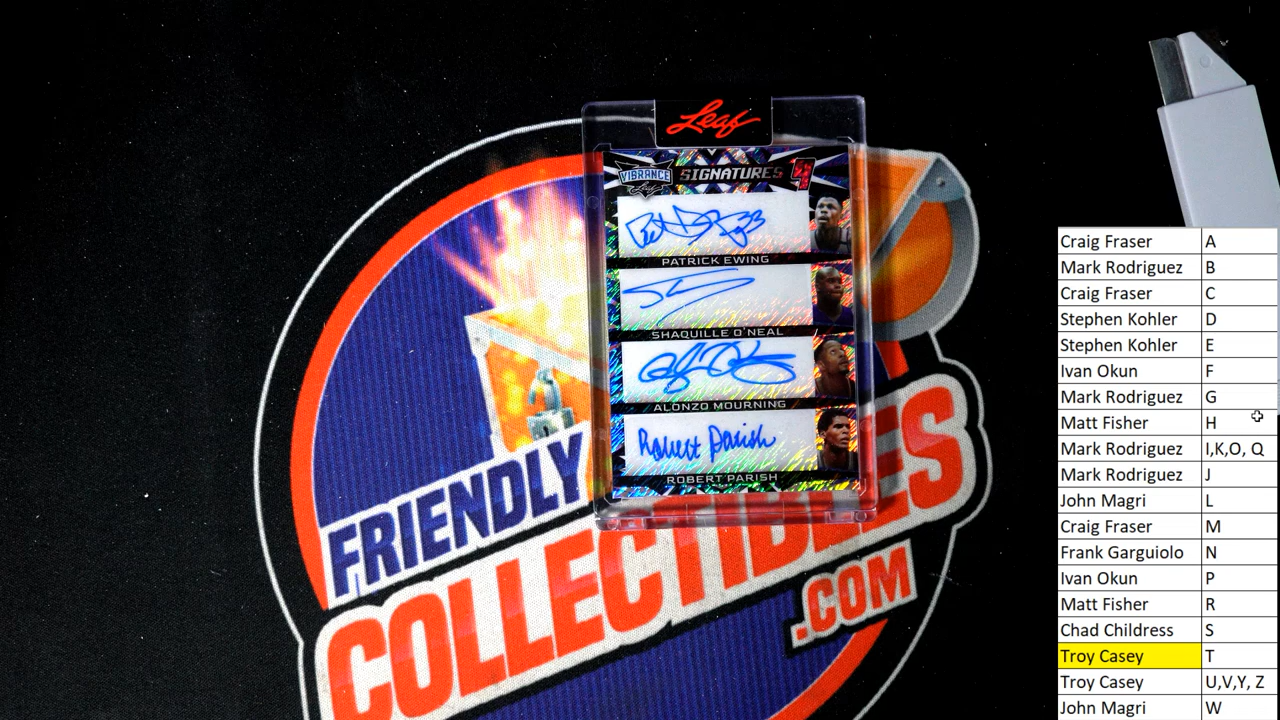 Leaf
VIBRANCE
Leaf
SIGNATURES 4
PATRICK EWING
SHAQUILLE O'NEAL
ALONZO MOURNING
Robert Parish
ROBERT PARISH
FRIENDLY
COLLECTIBLES
.COM
Craig Fraser A
Mark Rodriguez B
Craig Fraser C
Stephen Kohler D
Stephen Kohler E
Ivan Okun F
Mark Rodriguez G
Matt Fisher H
Mark Rodriguez I,K,O, Q
Mark Rodriguez J
John Magri L
Craig Fraser M
Frank Garguiolo N
Ivan Okun P
Matt Fisher R
Chad Childress S
Troy Casey T
Troy Casey U,V,Y, Z
John Magri W